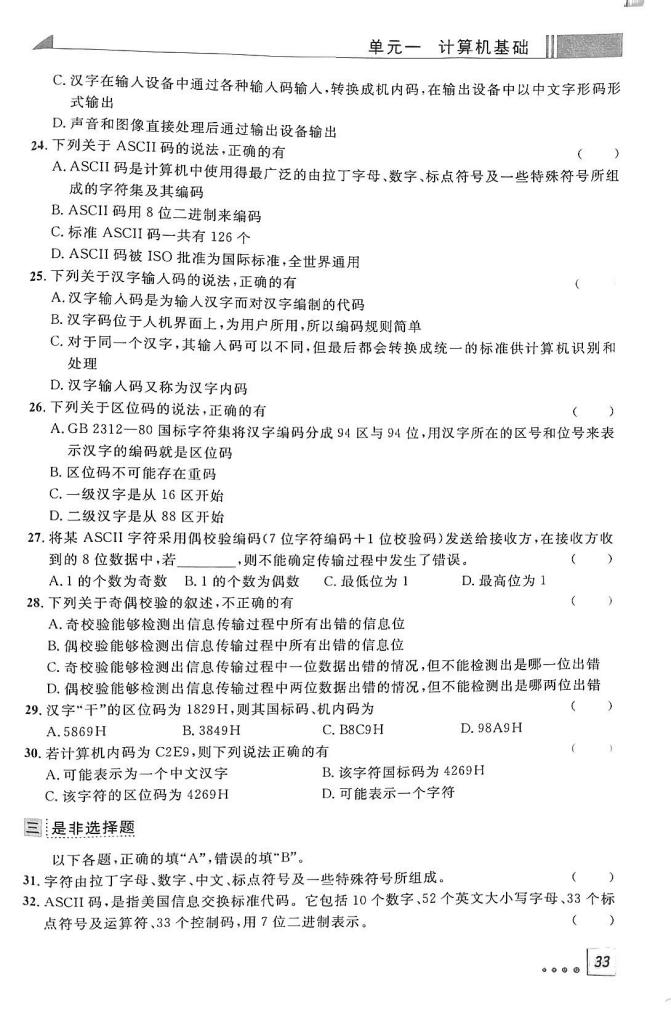 单元一 计算机基础
C. 汉字在输入设备中通过各种输入码输入,转换成机内码,在输出设备中以中文字形码形
式输出
D. 声音和图像直接处理后通过输出设备输出
24. 下列关于 ASCII 码的说法,正确的有 ( )
A. ASCII 码是计算机中使用得最广泛的由拉丁字母、数字、标点符号及一些特殊符号所组
成的字符集及其编码
B. ASCII 码用 8 位二进制来编码
C. 标准 ASCII 码一共有 126 个
D. ASCII 码被 ISO 批准为国际标准,全世界通用
25. 下列关于汉字输入码的说法,正确的有 (
A. 汉字输入码是为输入汉字而对汉字编制的代码
B. 汉字码位于人机界面上,为用户所用,所以编码规则简单
C. 对于同一个汉字,其输入码可以不同,但最后都会转换成统一的标准供计算机识别和
处理
D. 汉字输入码又称为汉字内码
26. 下列关于区位码的说法,正确的有 ( )
A. GB 2312—80 国标字符集将汉字编码分成 94 区与 94 位,用汉字所在的区号和位号来表
示汉字的编码就是区位码
B. 区位码不可能存在重码
C. 一级汉字是从 16 区开始
D. 二级汉字是从 88 区开始
27. 将某 ASCII 字符采用偶校验编码(7 位字符编码+1 位校验码)发送给接收方,在接收方收
到的 8 位数据中,若________,则不能确定传输过程中发生了错误。 ( )
A. 1 的个数为奇数 B. 1 的个数为偶数 C. 最低位为 1 D. 最高位为 1
28. 下列关于奇偶校验的叙述,不正确的有 ( )
A. 奇校验能够检测出信息传输过程中所有出错的信息位
B. 偶校验能够检测出信息传输过程中所有出错的信息位
C. 奇校验能够检测出信息传输过程中一位数据出错的情况,但不能检测出是哪一位出错
D. 偶校验能够检测出信息传输过程中两位数据出错的情况,但不能检测出是哪两位出错
29. 汉字“干”的区位码为 1829H,则其国标码、机内码为 ( )
A. 5869H B. 3849H C. B8C9H D. 98A9H
30. 若计算机内码为 C2E9,则下列说法正确的有 ( )
A. 可能表示为一个中文汉字 B. 该字符国标码为 4269H
C. 该字符的区位码为 4269H D. 可能表示一个字符
三 是非选择题
以下各题,正确的填“A”,错误的填“B”。
31. 字符由拉丁字母、数字、中文、标点符号及一些特殊符号所组成。 ( )
32. ASCII 码,是指美国信息交换标准代码。它包括 10 个数字、52 个英文大小写字母、33 个标
点符号及运算符、33 个控制码,用 7 位二进制表示。 ( )
33